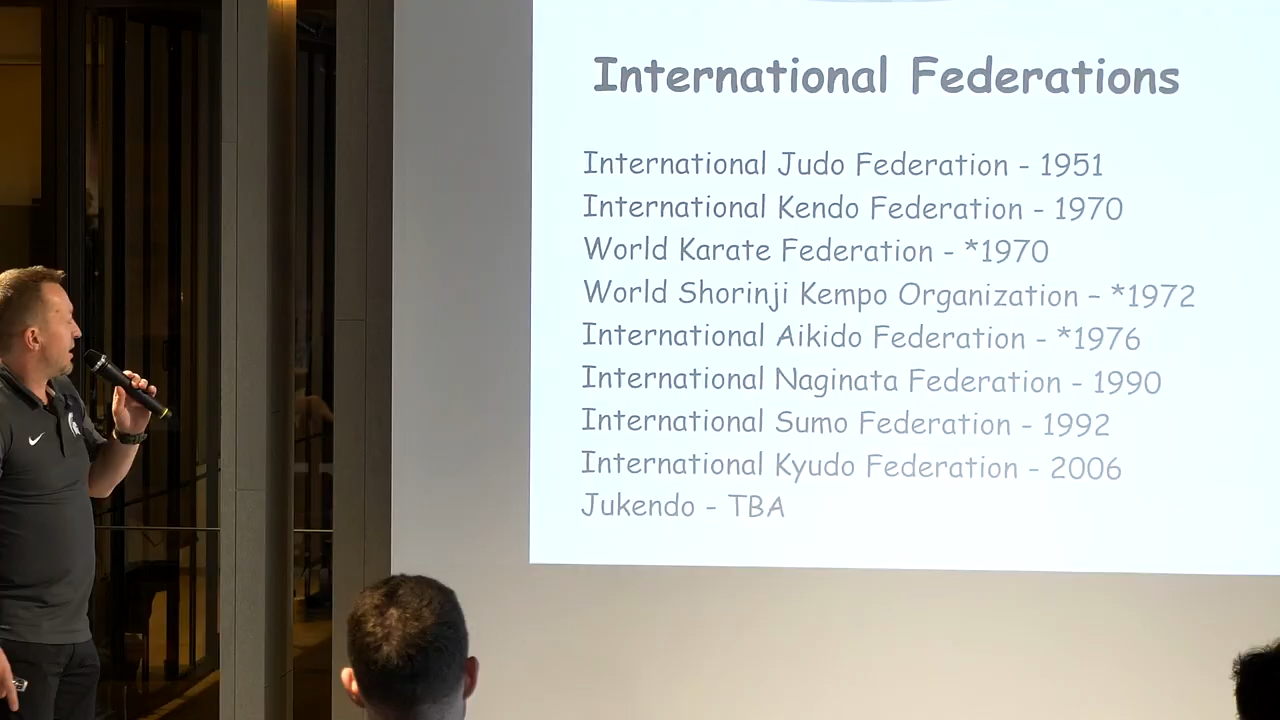 International Federations
International Judo Federation - 1951
International Kendo Federation - 1970
World Karate Federation - *1970
World Shorinji Kempo Organization - *1972
International Aikido Federation - *1976
International Naginata Federation - 1990
International Sumo Federation - 1992
International Kyudo Federation - 2006
Jukendo - TBA